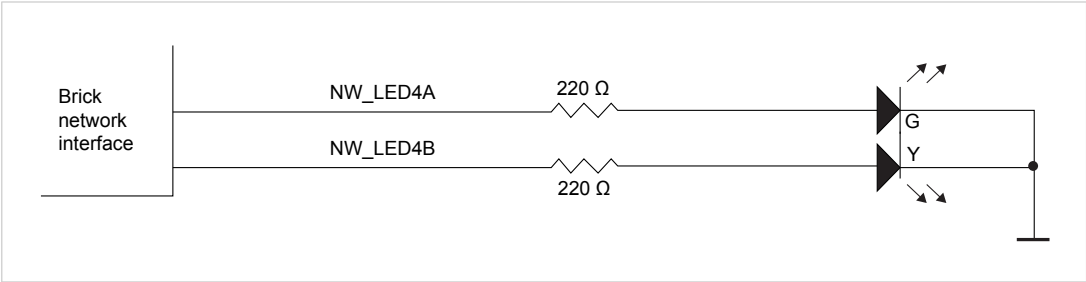 Brick
network
interface
NW_LED4A
220 Ω
G
NW_LED4B
Y
220 Ω